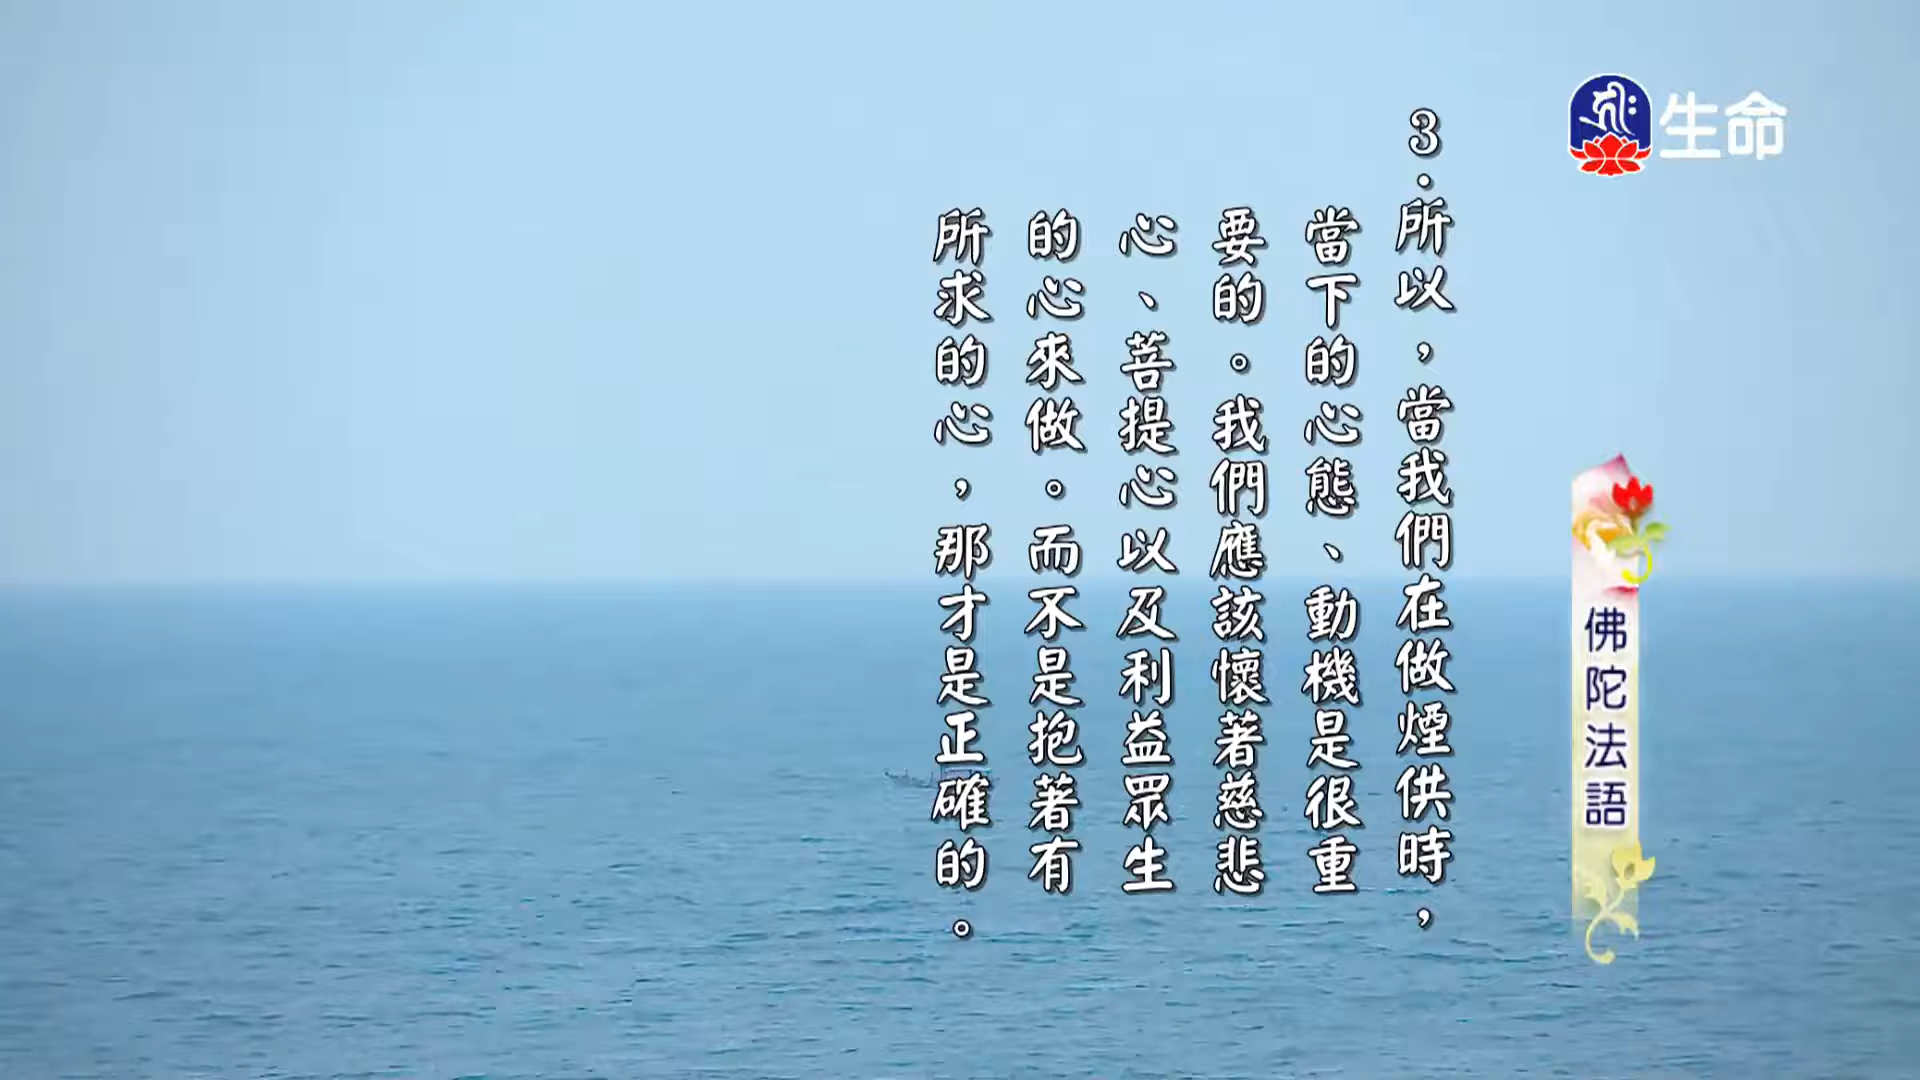 生命
佛陀法語
3.所以，當我們在做煙供時，
當下的心態、動機是很重
要的。我們應該懷著慈悲
心、菩提心以及利益眾生
的心來做。而不是抱著有
所求的心，那才是正確的。